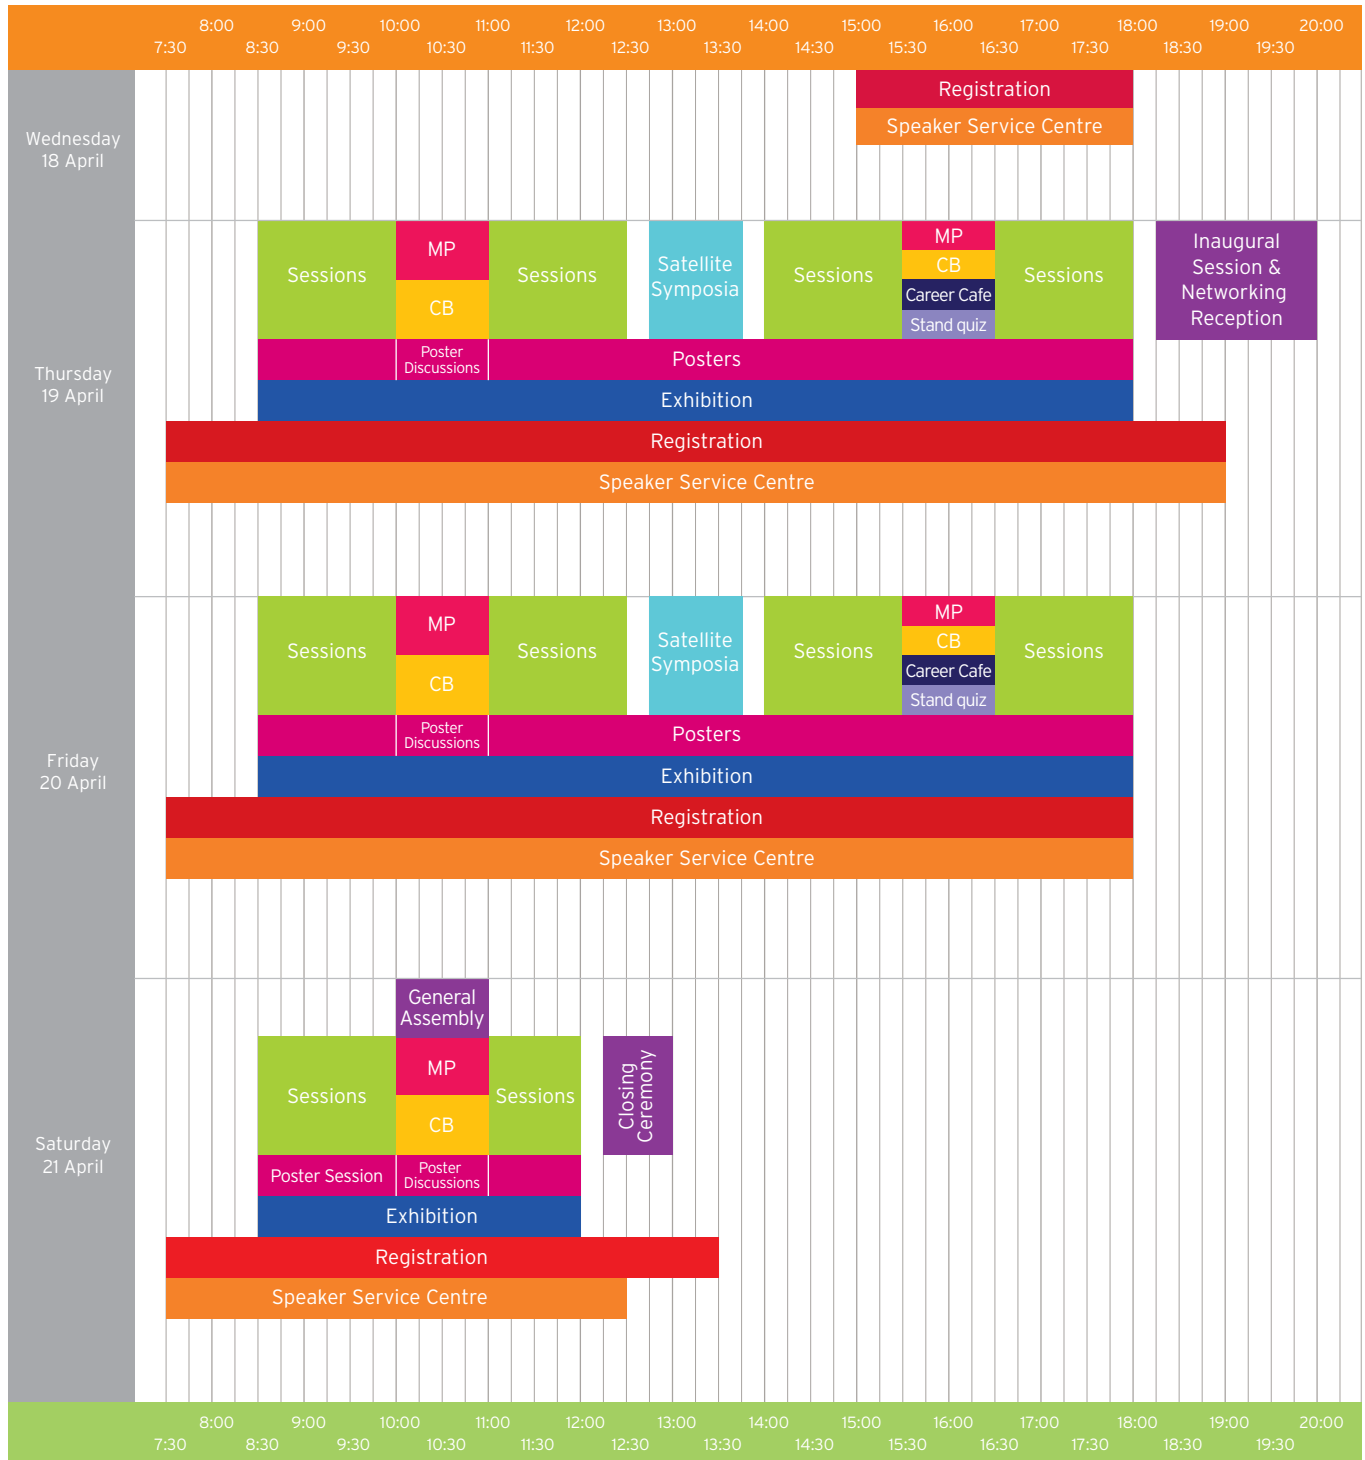 8:00 9:00 10:00 11:00 12:00 13:00 14:00 15:00 16:00 17:00 18:00 19:00 20:00
7:30 8:30 9:30 10:30 11:30 12:30 13:30 14:30 15:30 16:30 17:30 18:30 19:30
Wednesday
18 April
Registration
Speaker Service Centre
Thursday
19 April
Sessions
MP
CB
Sessions
Satellite
Symposia
Sessions
MP
CB
Career Cafe
Stand quiz
Sessions
Inaugural
Session &
Networking
Reception
Poster
Discussions
Posters
Exhibition
Registration
Speaker Service Centre
Friday
20 April
Sessions
MP
CB
Sessions
Satellite
Symposia
Sessions
MP
CB
Career Cafe
Stand quiz
Sessions
Poster
Discussions
Posters
Exhibition
Registration
Speaker Service Centre
Saturday
21 April
General
Assembly
Sessions
MP
CB
Sessions
Closing
Ceremony
Poster Session
Poster
Discussions
Exhibition
Registration
Speaker Service Centre
8:00 9:00 10:00 11:00 12:00 13:00 14:00 15:00 16:00 17:00 18:00 19:00 20:00
7:30 8:30 9:30 10:30 11:30 12:30 13:30 14:30 15:30 16:30 17:30 18:30 19:30